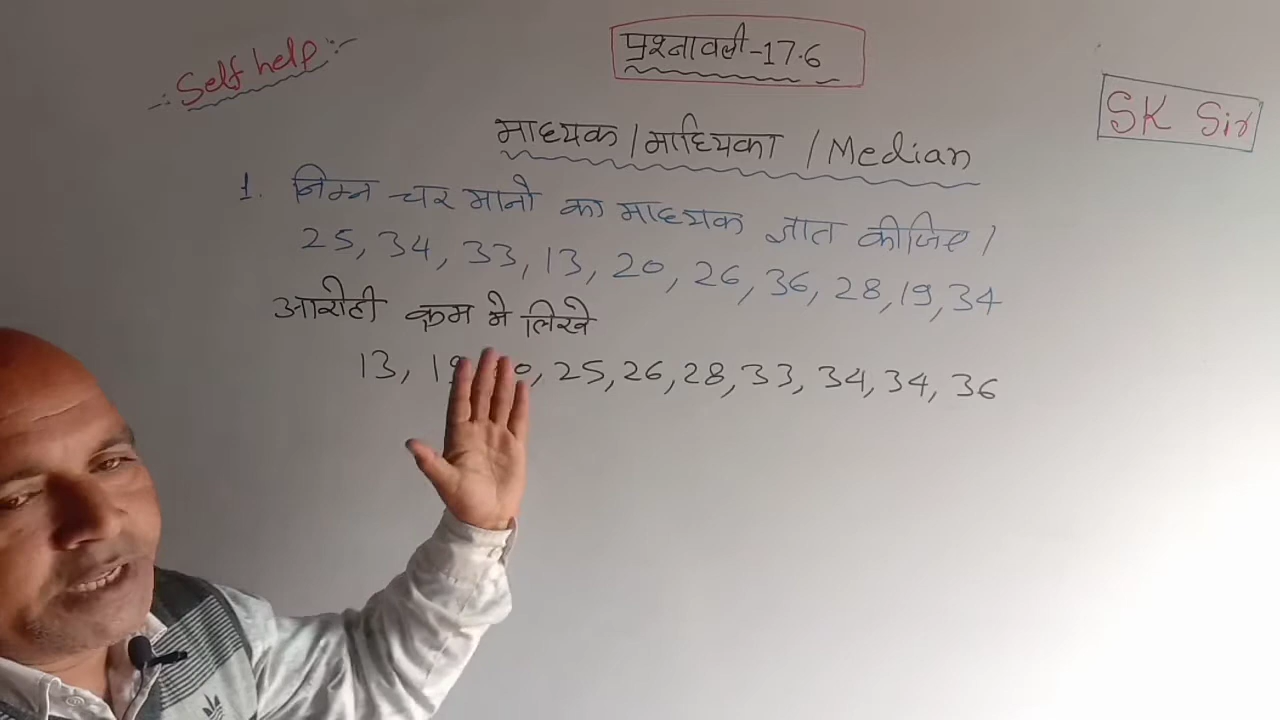 Self help
प्रश्नावली-17.6
SK Sir
माध्यक/माध्यिका/Median
1. निम्न चर मानो का माध्यक ज्ञात कीजिए।
25, 34, 33, 13, 20, 26, 36, 28, 19, 34
आरोही क्रम मे लिखे
13, 25, 26, 28, 33, 34, 34, 36